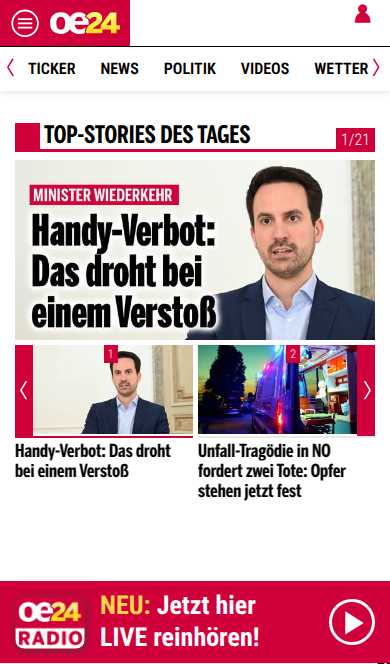 oe24
TICKER NEWS POLITIK VIDEOS WETTER
TOP-STORIES DES TAGES
1/21
MINISTER WIEDERKEHR
Handy-Verbot:
Das droht bei
einem Verstoß
1
2
Handy-Verbot: Das droht
bei einem Verstoß
Unfall-Tragödie in NO
fordert zwei Tote: Opfer
stehen jetzt fest
oe24
RADIO
NEU: Jetzt hier
LIVE reinhören!